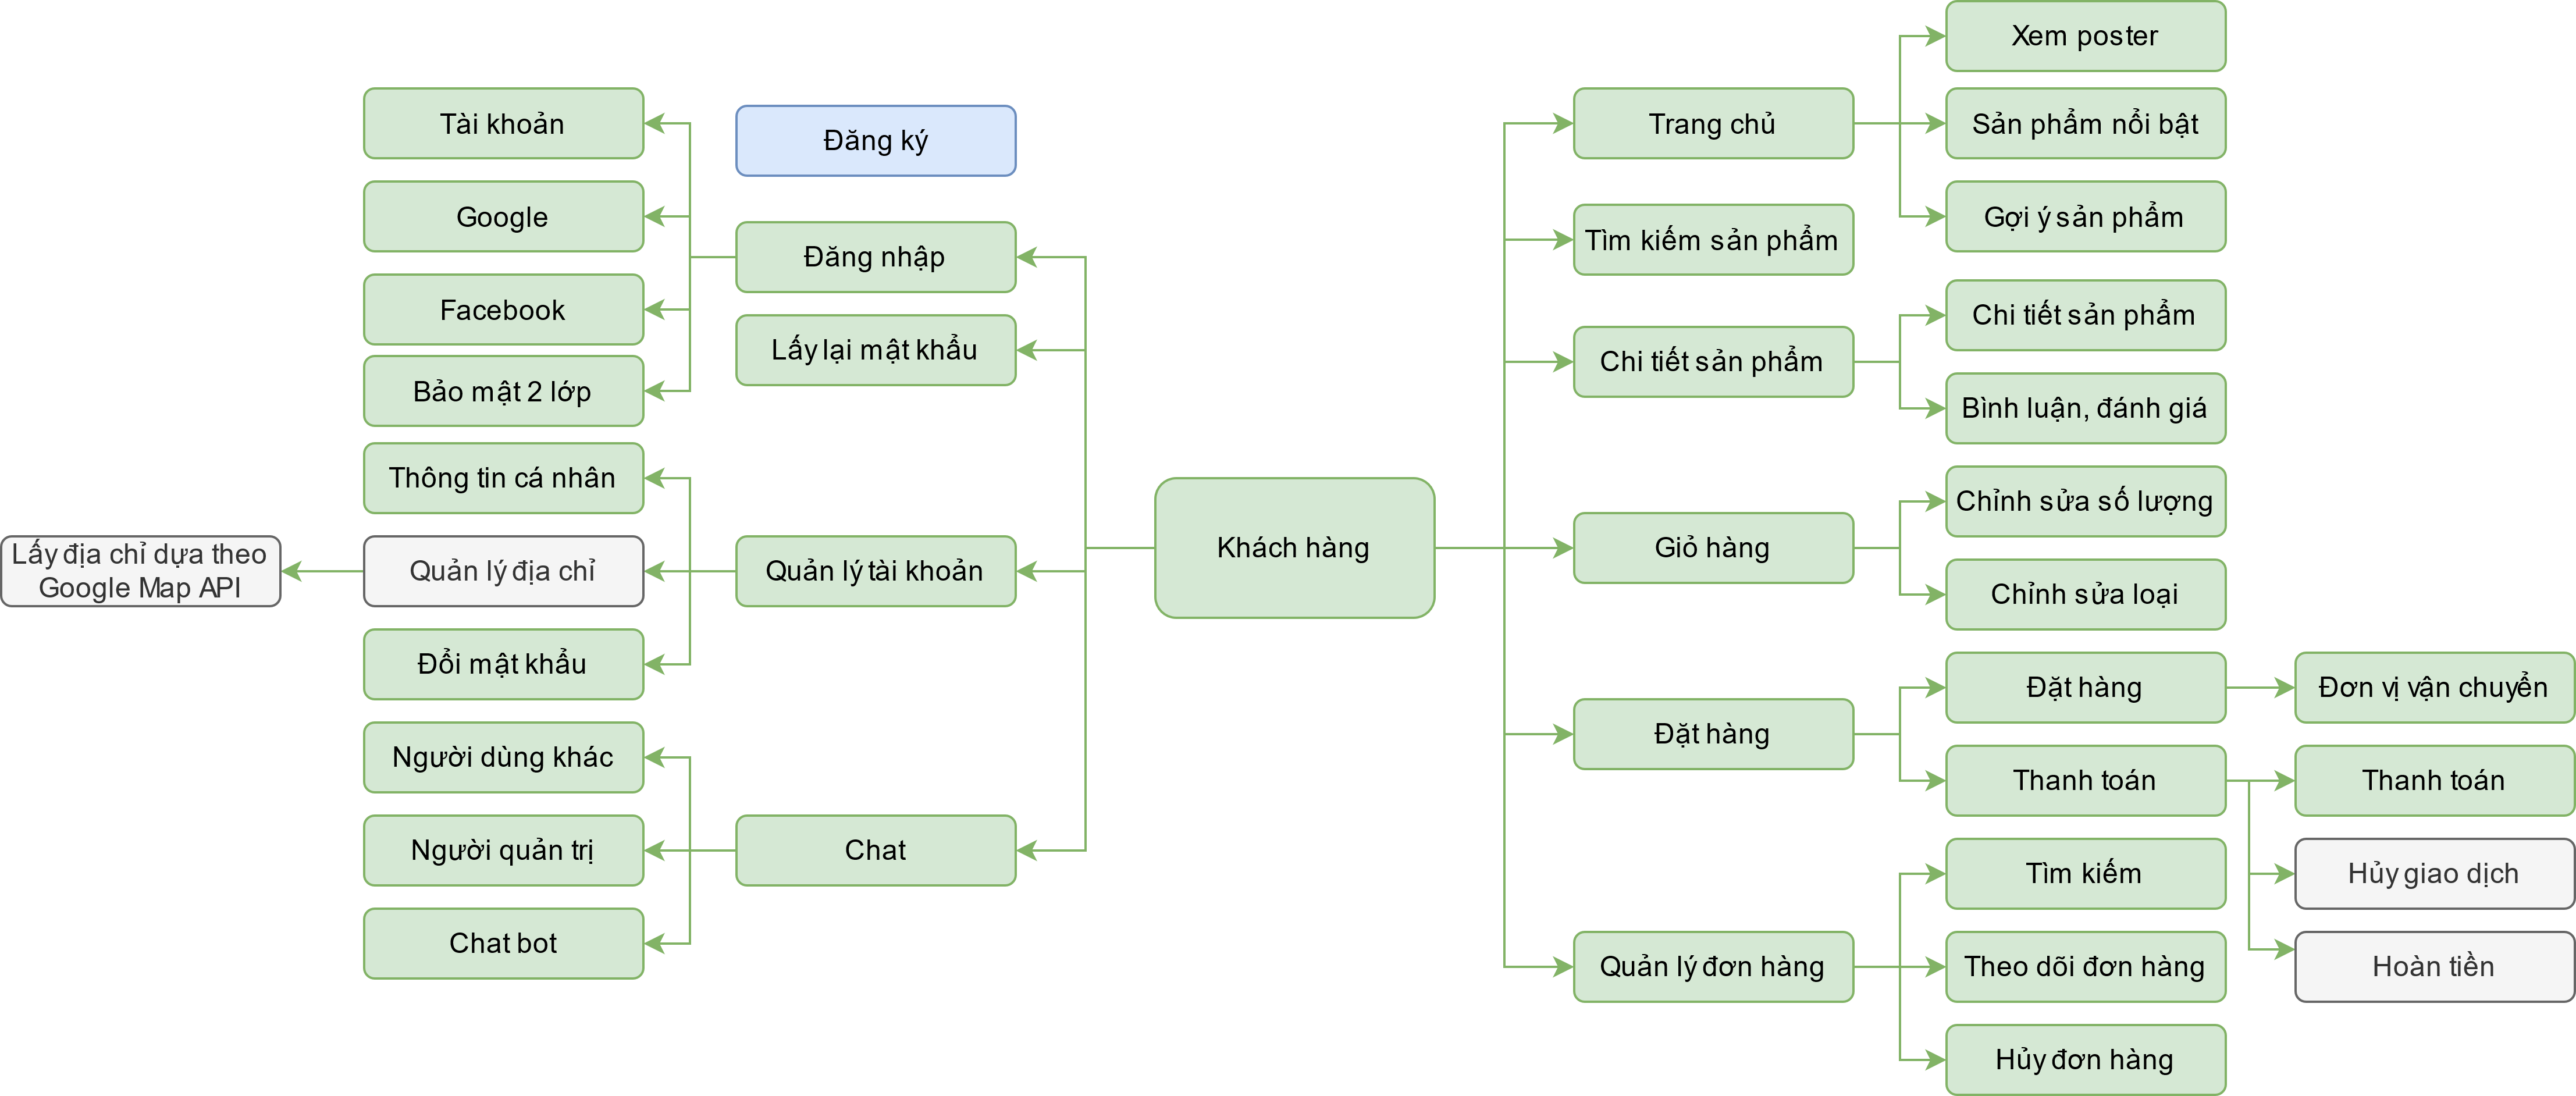 Xem poster
Tài khoản
Đăng ký
Trang chủ
Sản phẩm nổi bật
Google
Đăng nhập
Tìm kiếm sản phẩm
Gợi ý sản phẩm
Facebook
Lấy lại mật khẩu
Chi tiết sản phẩm
Chi tiết sản phẩm
Bảo mật 2 lớp
Bình luận, đánh giá
Thông tin cá nhân
Chỉnh sửa số lượng
Lấy địa chỉ dựa theo
Google Map API
Quản lý địa chỉ
Quản lý tài khoản
Khách hàng
Giỏ hàng
Chỉnh sửa loại
Đổi mật khẩu
Đặt hàng
Đơn vị vận chuyển
Người dùng khác
Đặt hàng
Thanh toán
Thanh toán
Người quản trị
Chat
Tìm kiếm
Hủy giao dịch
Chat bot
Quản lý đơn hàng
Theo dõi đơn hàng
Hoàn tiền
Hủy đơn hàng